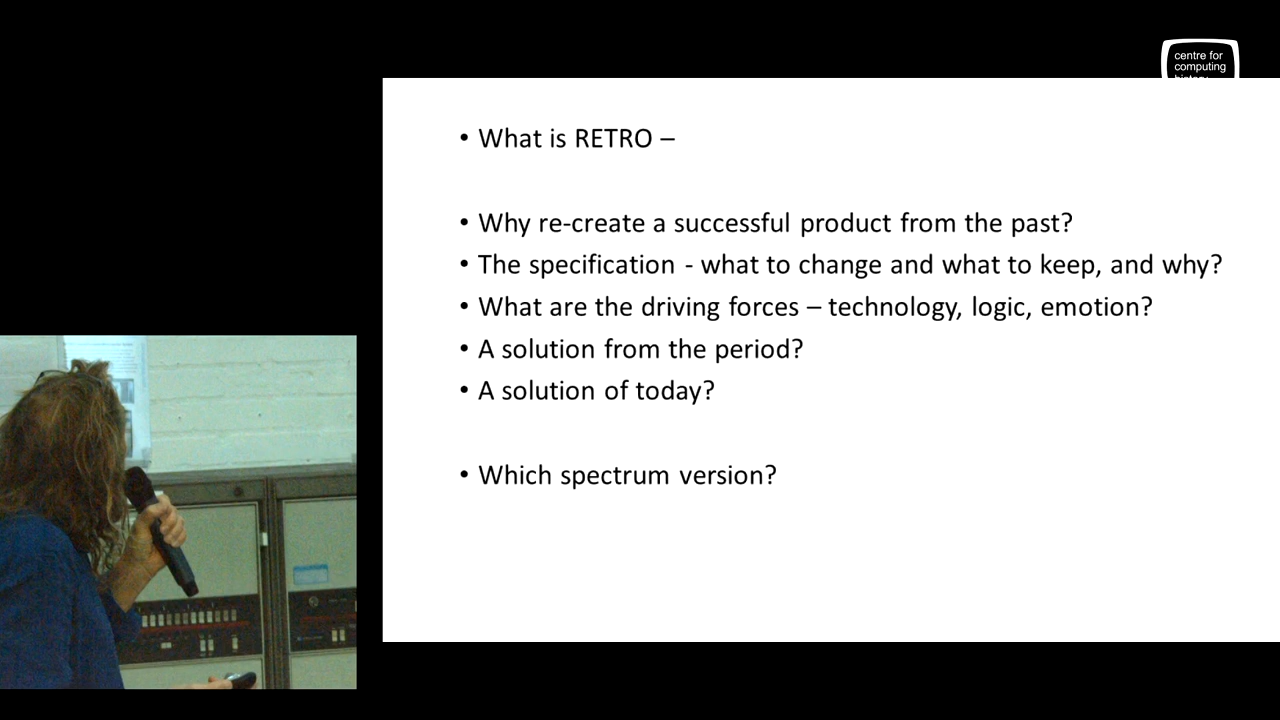 centre for
computing
• What is RETRO –
• Why re-create a successful product from the past?
• The specification - what to change and what to keep, and why?
• What are the driving forces – technology, logic, emotion?
• A solution from the period?
• A solution of today?
• Which spectrum version?